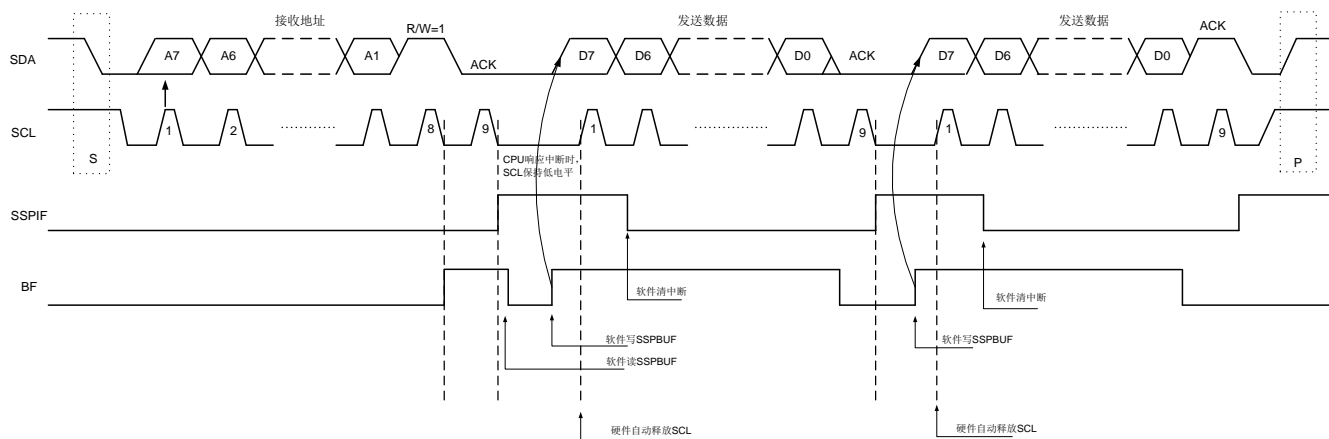 接收地址
发送数据
发送数据
R/W=1
ACK
SDA
A7
A6
A1
ACK
D7
D6
D0
ACK
D7
D6
D0
SCL
1
2
8
9
1
9
1
9
S
P
CPU响应中断时，
SCL保持低电平
SSPIF
BF
软件清中断
软件清中断
软件写SSPBUF
软件写SSPBUF
软件读SSPBUF
硬件自动释放SCL
硬件自动释放SCL